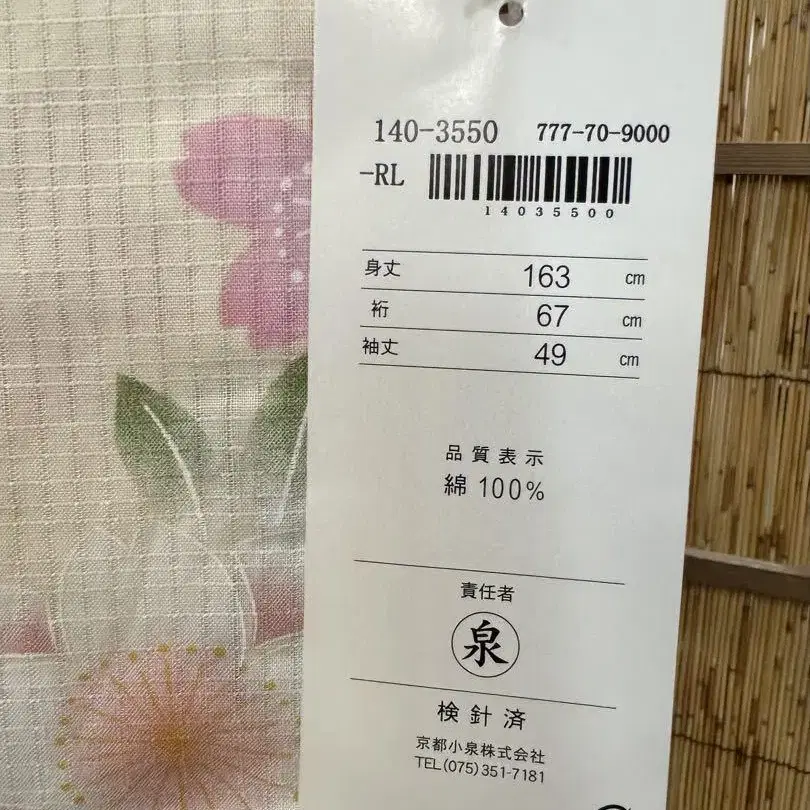 140-3550 777-70-9000
-RL
14035500
身丈 163 cm
裄 67 cm
袖丈 49 cm
品質表示
綿 100%
責任者
泉
検針済
京都小泉株式会社
TEL(075)351-7181